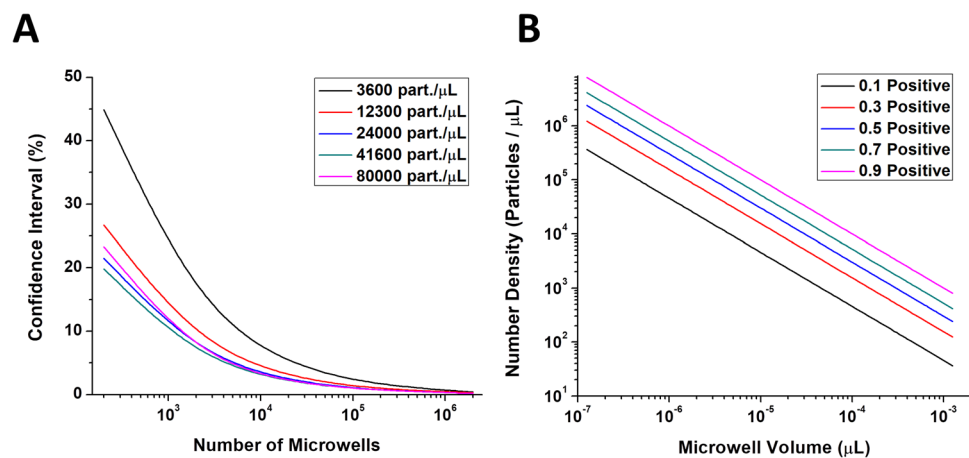 A
B
50
40
30
20
10
0
Confidence Interval (%)
3600 part./μL
12300 part./μL
24000 part./μL
41600 part./μL
80000 part./μL
10³
10⁴
10⁵
10⁶
Number of Microwells
10⁶
10⁵
10⁴
10³
10²
10¹
Number Density (Particles / μL)
0.1 Positive
0.3 Positive
0.5 Positive
0.7 Positive
0.9 Positive
10⁻⁷
10⁻⁶
10⁻⁵
10⁻⁴
10⁻³
Microwell Volume (μL)